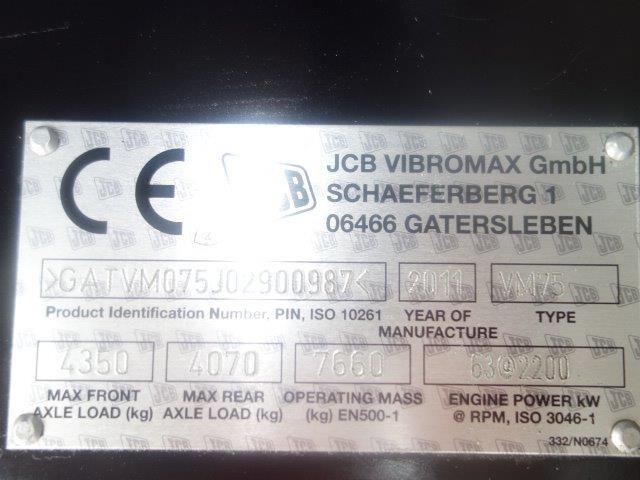 CE JCB JCB VIBROMAX GmbH
SCHAEFERBERG 1
06466 GATERSLEBEN
>GATVM075J02900987< 2011 VM75
Product Identification Number, PIN, ISO 10261 YEAR OF MANUFACTURE TYPE
4350 4070 7660 63@2200
MAX FRONT AXLE LOAD (kg) MAX REAR AXLE LOAD (kg) OPERATING MASS (kg) EN500-1 ENGINE POWER kW @ RPM, ISO 3046-1
332/N0674